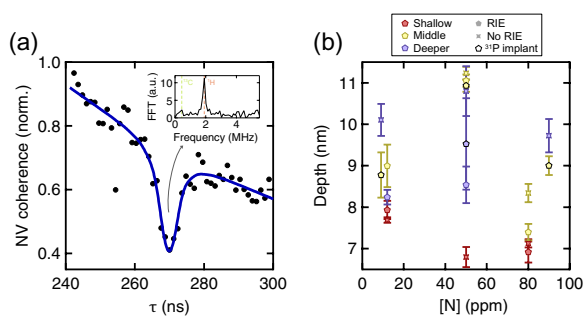 (a)
NV coherence (norm.)
1.0
0.8
0.6
0.4
240
260
280
300
τ (ns)
FFT (a.u.)
10
5
0
2
4
Frequency (MHz)
¹³C
H
(b)
Shallow
Middle
Deeper
RIE
No RIE
³¹P implant
Depth (nm)
11
10
9
8
7
0
20
40
60
80
100
[N] (ppm)